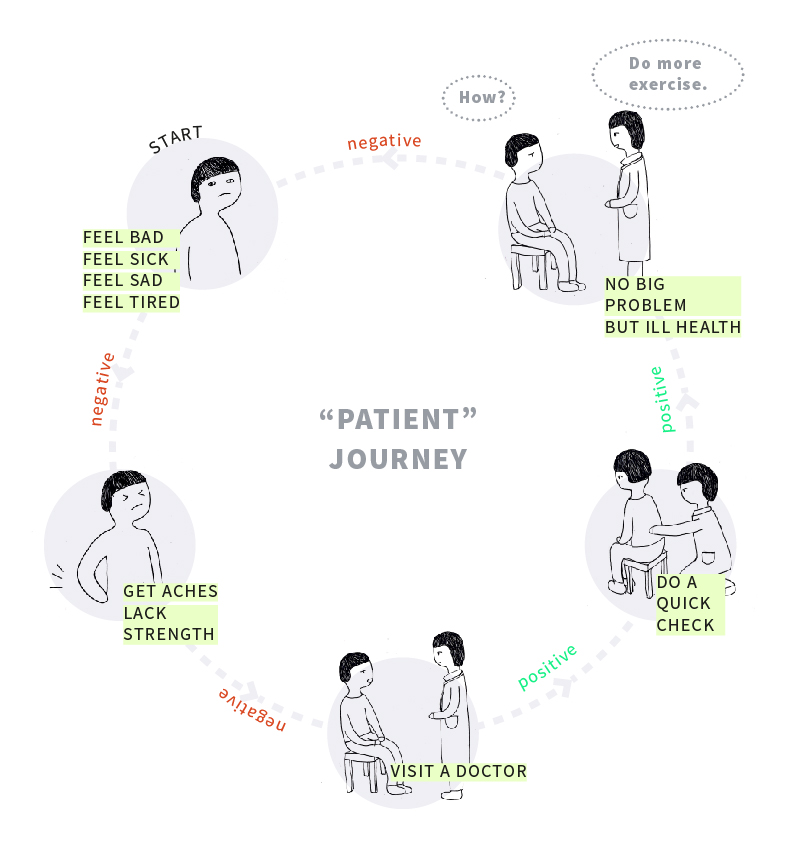 Do more
exercise.
How?
START
negative
FEEL BAD
FEEL SICK
FEEL SAD
FEEL TIRED
NO BIG
PROBLEM
BUT ILL HEALTH
negative
positive
“PATIENT”
JOURNEY
GET ACHES
LACK
STRENGTH
DO A
QUICK
CHECK
negative
positive
VISIT A DOCTOR